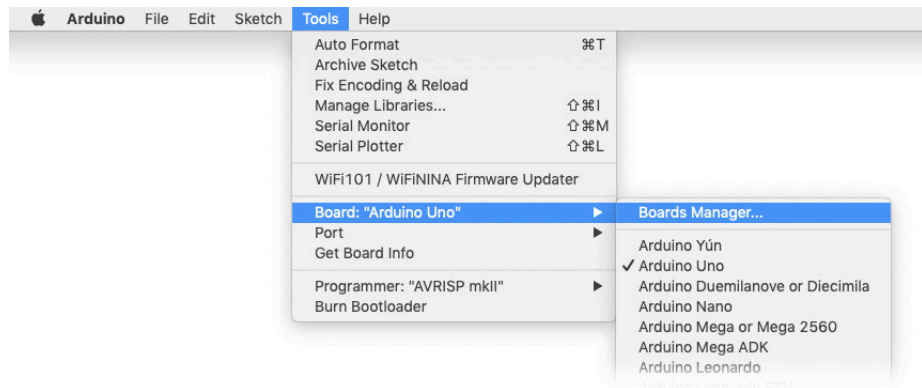 Arduino File Edit Sketch Tools Help
Auto Format ⌘T
Archive Sketch
Fix Encoding & Reload
Manage Libraries... ⇧⌘I
Serial Monitor ⇧⌘M
Serial Plotter ⇧⌘L
WiFi101 / WiFiNINA Firmware Updater
Board: "Arduino Uno"
Port
Get Board Info
Programmer: "AVRISP mkII"
Burn Bootloader
Boards Manager...
Arduino Yún
✓ Arduino Uno
Arduino Duemilanove or Diecimila
Arduino Nano
Arduino Mega or Mega 2560
Arduino Mega ADK
Arduino Leonardo